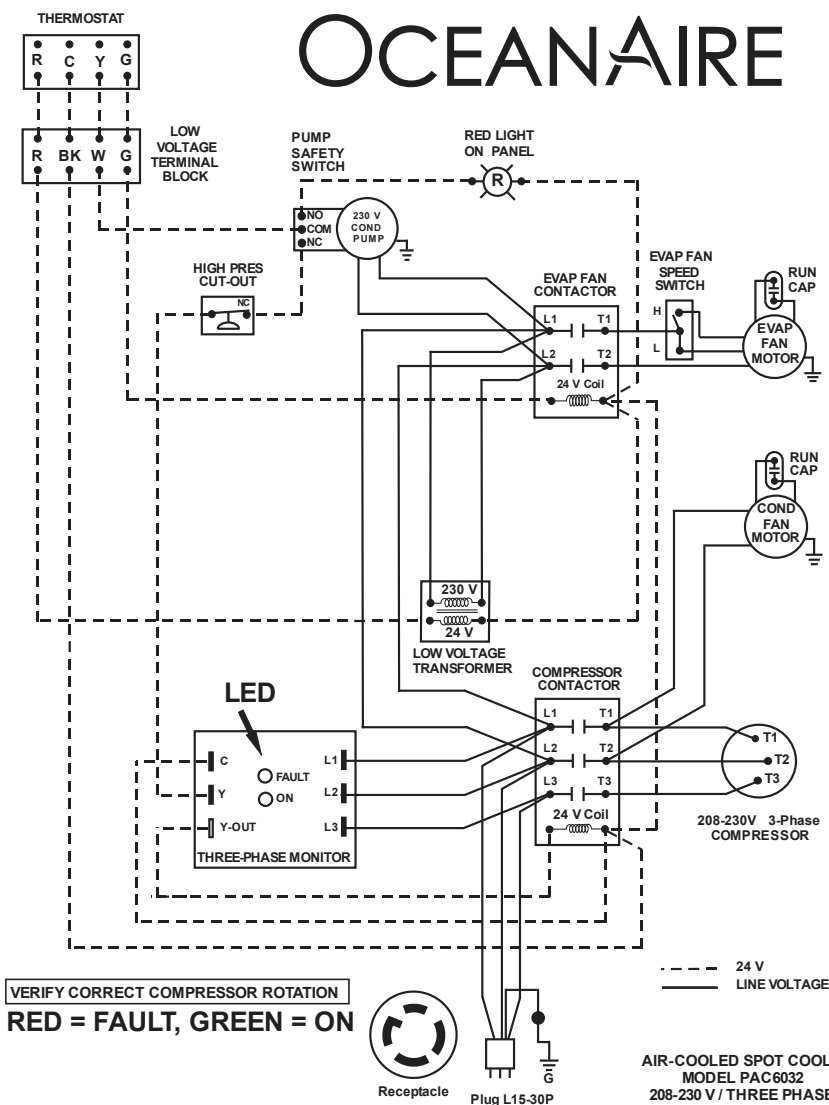 THERMOSTAT
OCEANAIRE
R C Y G
R BK W G
LOW
VOLTAGE
TERMINAL
BLOCK
PUMP
SAFETY
SWITCH
RED LIGHT
ON PANEL
R
NO
COM
NC
230 V
COND
PUMP
HIGH PRES
CUT-OUT
NC
EVAP FAN
CONTACTOR
L1 T1
L2 T2
24 V Coil
EVAP FAN
SPEED
SWITCH
H
L
RUN
CAP
EVAP
FAN
MOTOR
RUN
CAP
COND
FAN
MOTOR
230 V
24 V
LOW VOLTAGE
TRANSFORMER
COMPRESSOR
CONTACTOR
L1 T1
L2 T2
L3 T3
24 V Coil
T1
T2
T3
208-230V 3-Phase
COMPRESSOR
LED
C L1
FAULT
Y L2
ON
Y-OUT L3
THREE-PHASE MONITOR
24 V
LINE VOLTAGE
VERIFY CORRECT COMPRESSOR ROTATION
RED = FAULT, GREEN = ON
Receptacle
Plug L15-30P
G
AIR-COOLED SPOT COOL
MODEL PAC6032
208-230 V / THREE PHASE